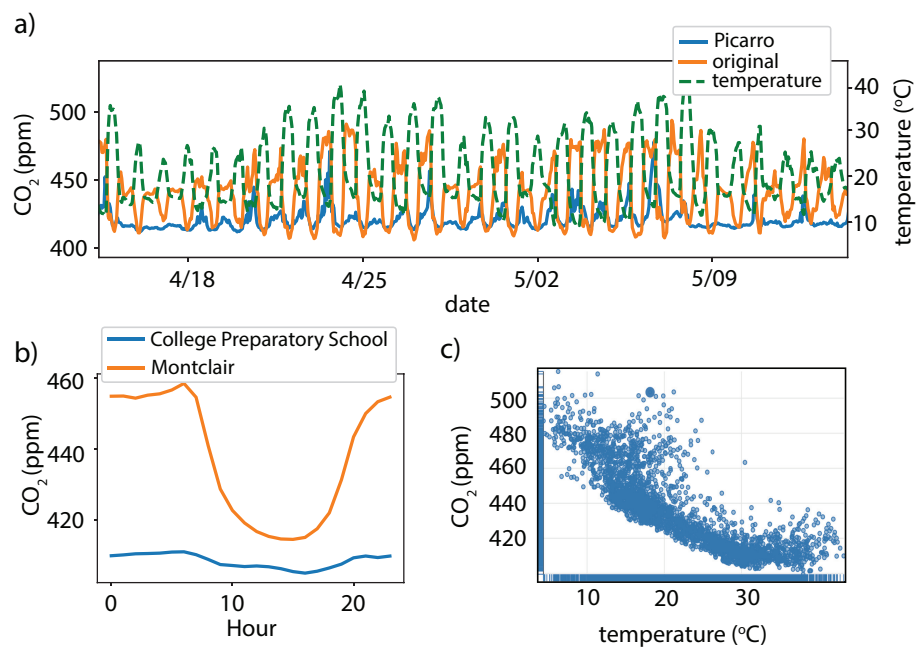 a)
Picarro
original
temperature
500
450
400
CO2 (ppm)
40
30
20
10
temperature (oC)
4/18
4/25
5/02
5/09
date
b)
College Preparatory School
Montclair
460
440
420
CO2 (ppm)
0
10
20
Hour
c)
500
480
460
440
420
CO2 (ppm)
10
20
30
temperature (oC)